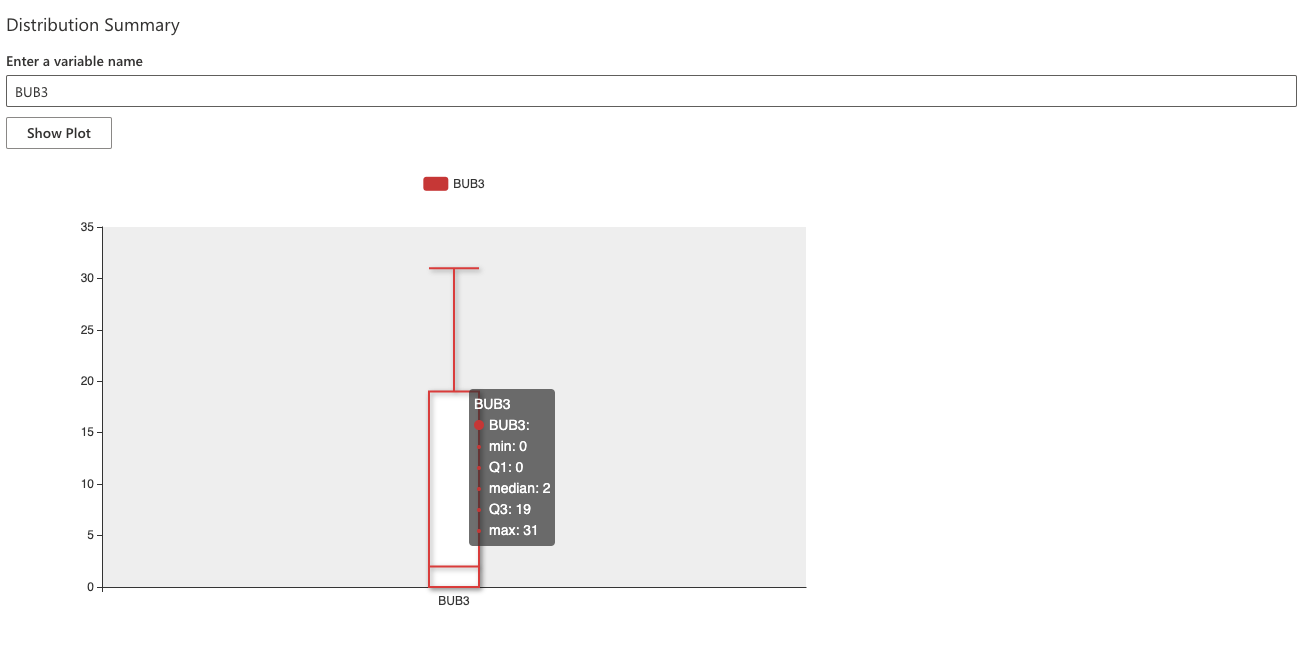 Distribution Summary
Enter a variable name
BUB3
Show Plot
BUB3
35
30
25
20
15
10
5
0
BUB3
BUB3:
min: 0
Q1: 0
median: 2
Q3: 19
max: 31
BUB3